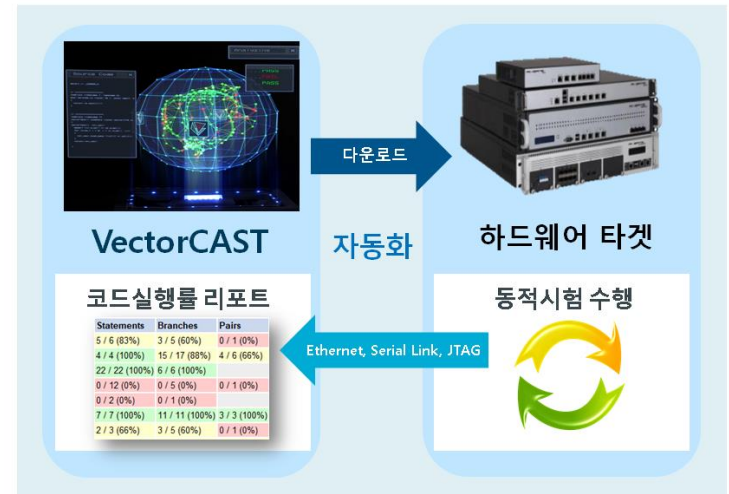 다운로드
VectorCAST
자동화
하드웨어 타겟
코드실행률 리포트
동적시험 수행
Statements Branches Pairs
5 / 6 (83%) 3 / 5 (60%) 0 / 1 (0%)
4 / 4 (100%) 15 / 17 (88%) 4 / 6 (66%)
22 / 22 (100%) 6 / 6 (100%)
0 / 12 (0%) 0 / 5 (0%) 0 / 1 (0%)
0 / 2 (0%) 0 / 1 (0%)
7 / 7 (100%) 11 / 11 (100%) 3 / 3 (100%)
2 / 3 (66%) 3 / 5 (60%) 0 / 1 (0%)
Ethernet, Serial Link, JTAG